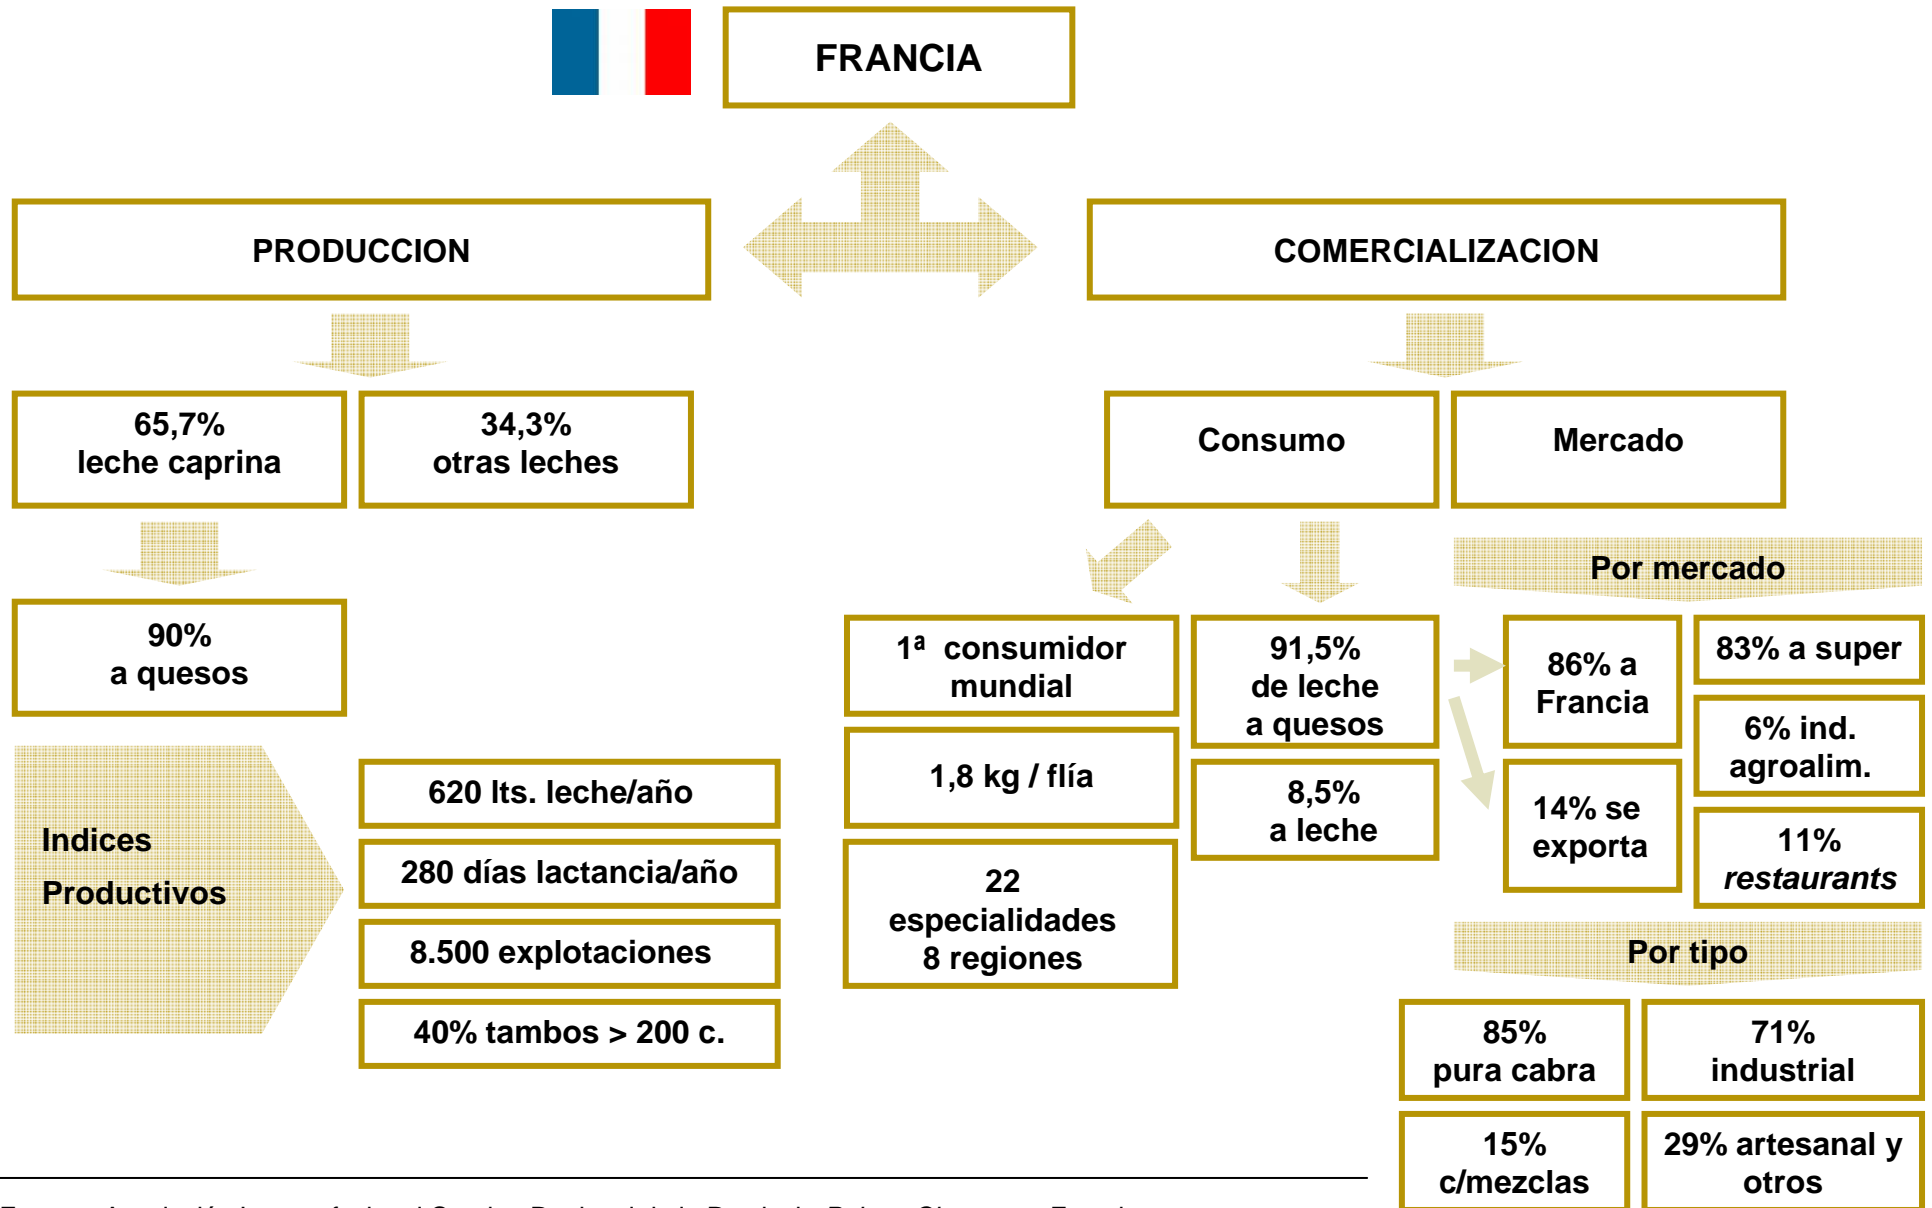 FRANCIA
PRODUCCION
COMERCIALIZACION
65,7%
leche caprina
34,3%
otras leches
Consumo
Mercado
90%
a quesos
Por mercado
1ª consumidor
mundial
91,5%
de leche
a quesos
86% a
Francia
83% a super
1,8 kg / flía
8,5%
a leche
14% se
exporta
6% ind.
agroalim.
11%
restaurants
22
especialidades
8 regiones
Indices
Productivos
620 lts. leche/año
280 días lactancia/año
8.500 explotaciones
40% tambos > 200 c.
Por tipo
85%
pura cabra
71%
industrial
15%
c/mezclas
29% artesanal y
otros